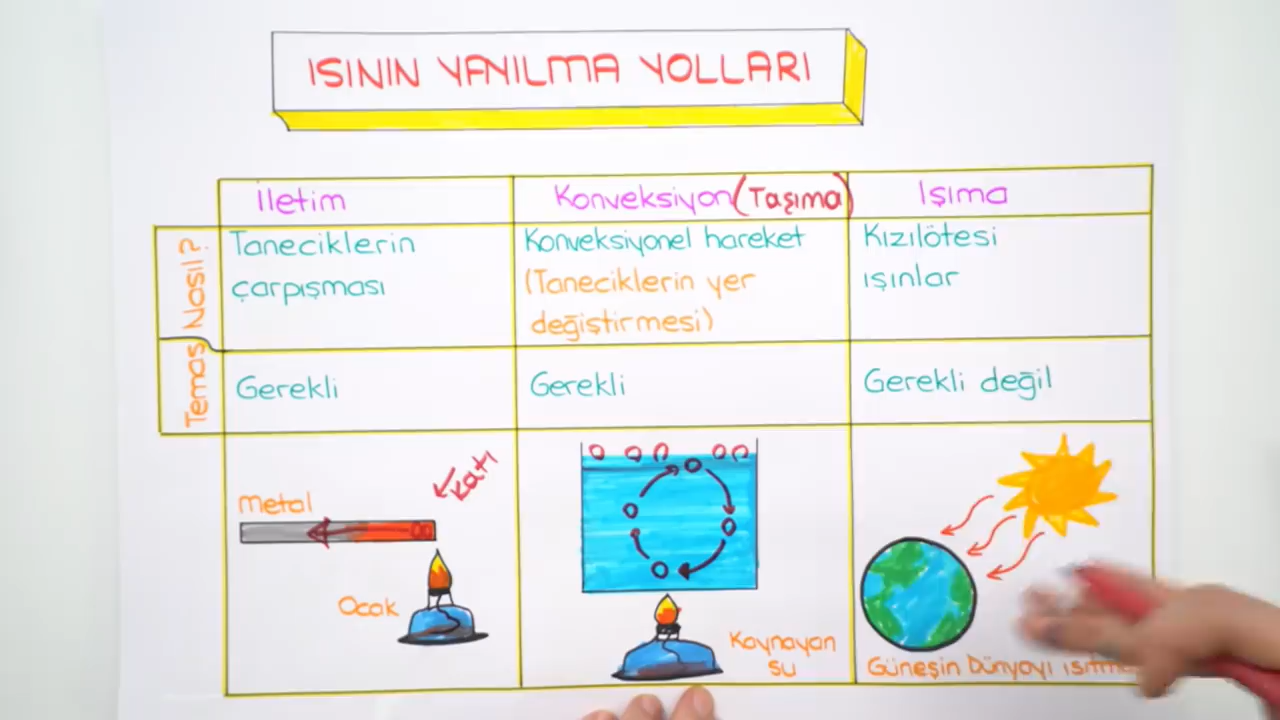 ISININ YAYILMA YOLLARI
İletim
Konveksiyon (Taşıma)
Işıma
Nasıl?
Taneciklerin
çarpışması
Konveksiyonel hareket
(Taneciklerin yer
değiştirmesi)
Kızılötesi
ışınlar
Temas
Gerekli
Gerekli
Gerekli değil
Metal
Katı
Ocak
Kaynayan
su
Güneşin Dünyayı